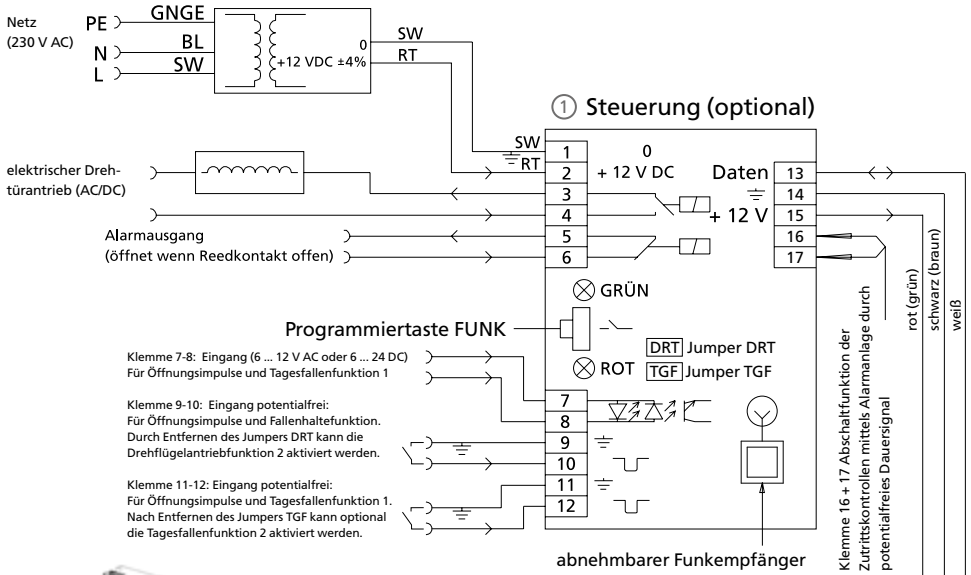 Netz
(230 V AC)
PE
GNGE
N
BL
L
SW
0
+12 VDC ±4%
SW
RT
① Steuerung (optional)
SW
RT
1
2
3
4
5
6
0
+ 12 V DC
Daten
+ 12 V
13
14
15
16
17
elektrischer Dreh-
türantrieb (AC/DC)
Alarmausgang
(öffnet wenn Reedkontakt offen)
GRÜN
Programmiertaste FUNK
ROT
DRT Jumper DRT
TGF Jumper TGF
Klemme 7-8: Eingang (6 ... 12 V AC oder 6 ... 24 DC)
Für Öffnungsimpulse und Tagesfallenfunktion 1
Klemme 9-10: Eingang potentialfrei:
Für Öffnungsimpulse und Fallenhaltefunktion.
Durch Entfernen des Jumpers DRT kann die
Drehflügelantriebfunktion 2 aktiviert werden.
Klemme 11-12: Eingang potentialfrei:
Für Öffnungsimpulse und Tagesfallenfunktion 1.
Nach Entfernen des Jumpers TGF kann optional
die Tagesfallenfunktion 2 aktiviert werden.
7
8
9
10
11
12
abnehmbarer Funkempfänger
Klemme 16 + 17 Abschaltfunktion der
Zutrittskontrollen mittels Alarmanlage durch
potentialfreies Dauersignal
rot (grün)
schwarz (braun)
weiß